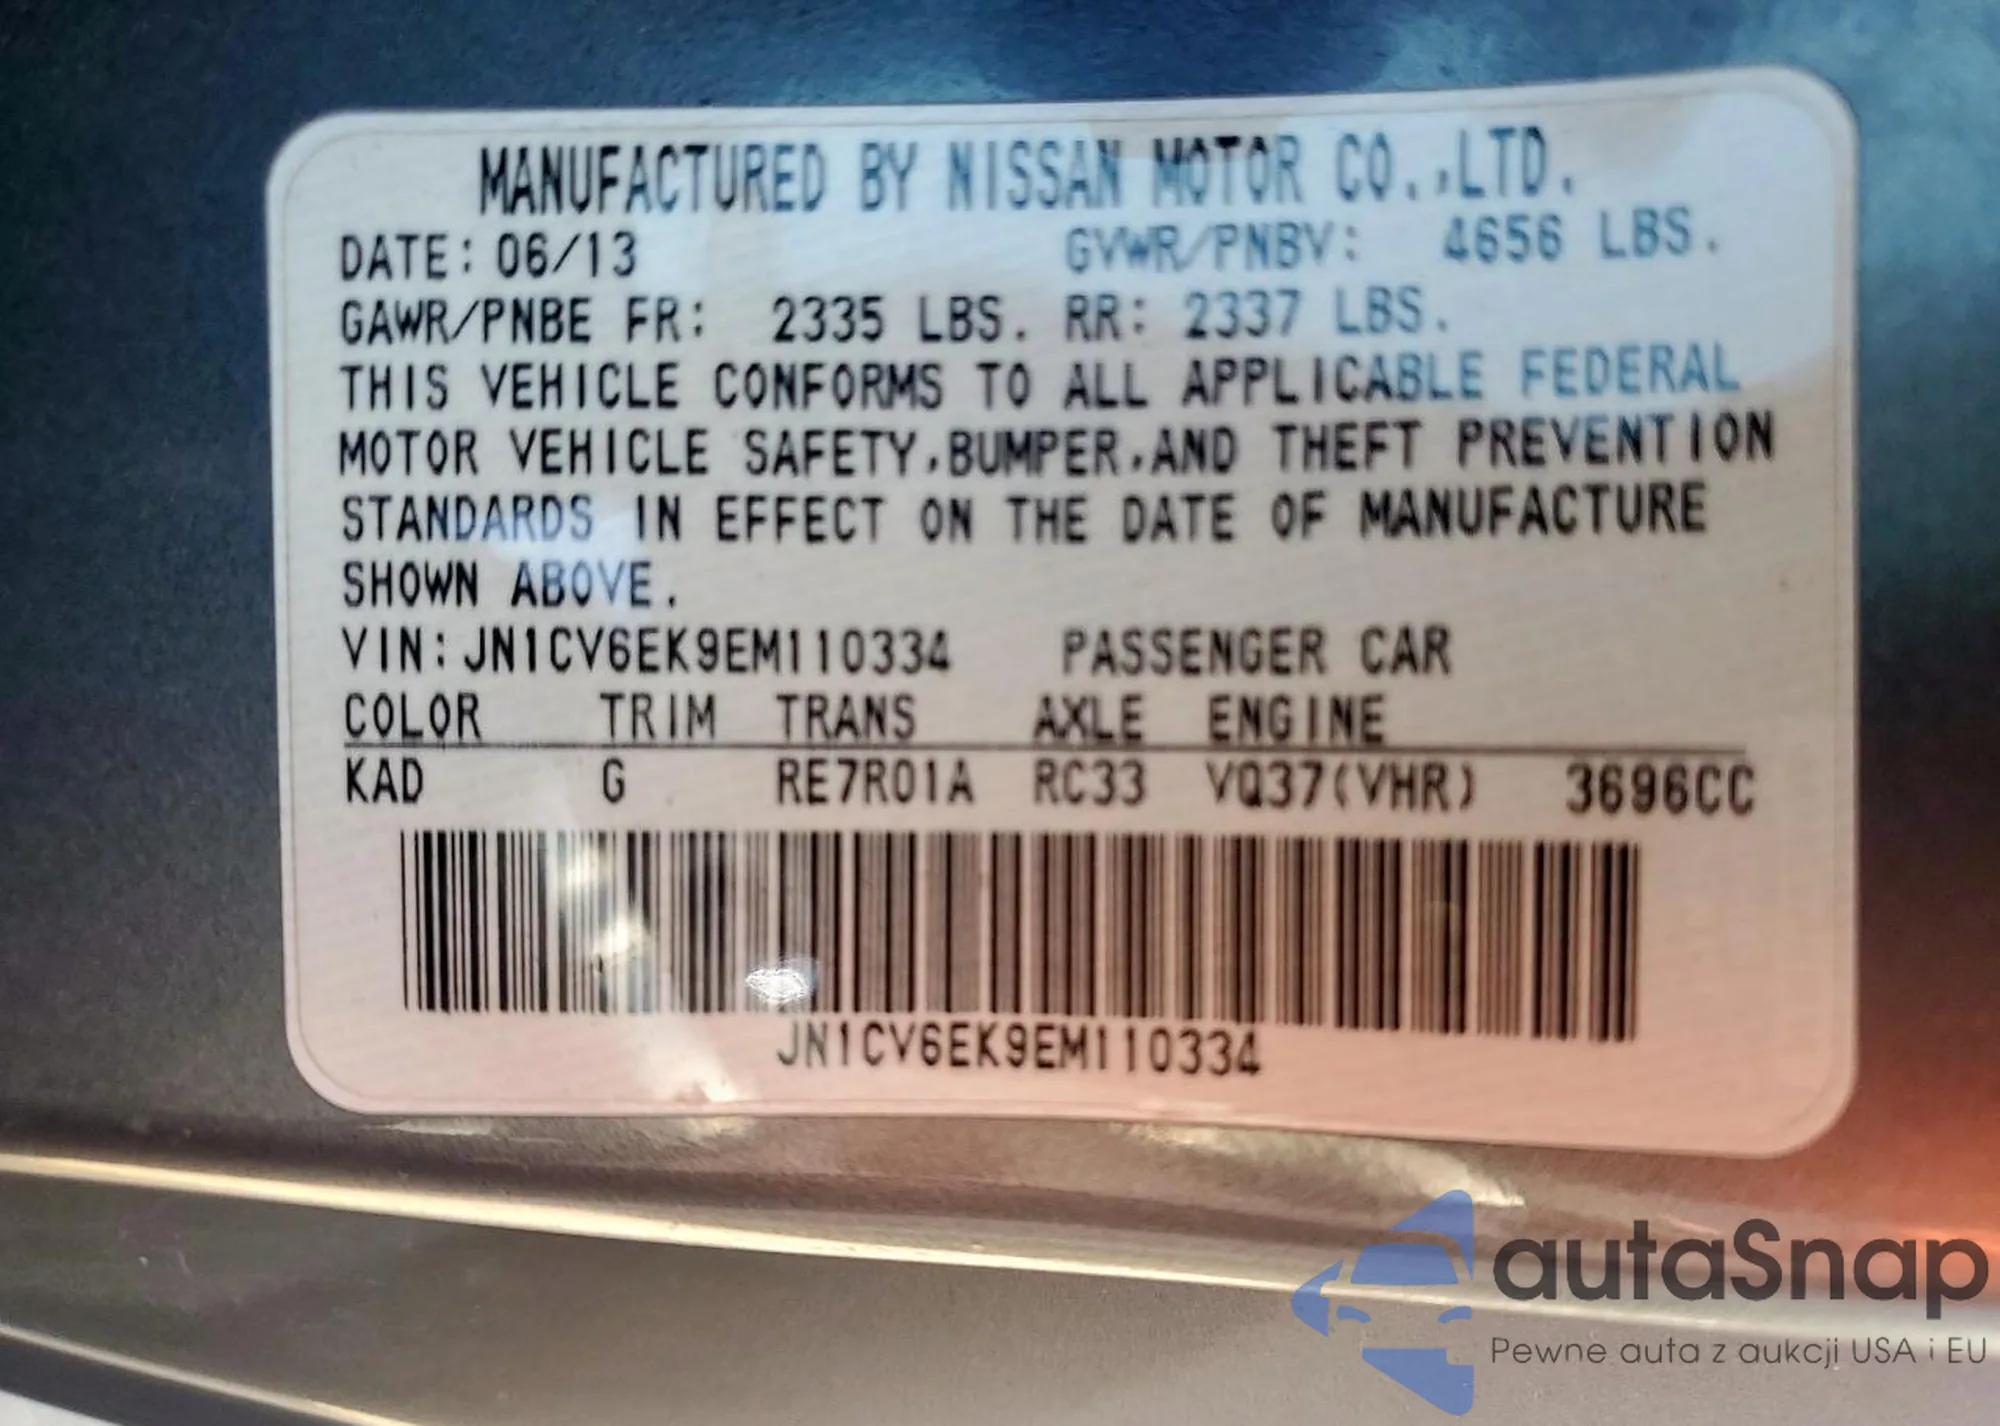 MANUFACTURED BY NISSAN MOTOR CO.,LTD.
DATE: 06/13 GVWR/PNBV: 4656 LBS.
GAWR/PNBE FR: 2335 LBS. RR: 2337 LBS.
THIS VEHICLE CONFORMS TO ALL APPLICABLE FEDERAL
MOTOR VEHICLE SAFETY,BUMPER,AND THEFT PREVENTION
STANDARDS IN EFFECT ON THE DATE OF MANUFACTURE
SHOWN ABOVE.
VIN: JN1CV6EK9EM110334 PASSENGER CAR
COLOR TRIM TRANS AXLE ENGINE
KAD G RE7R01A RC33 VQ37(VHR) 3696CC
JN1CV6EK9EM110334
autaSnap
Pewne auta z aukcji USA i EU